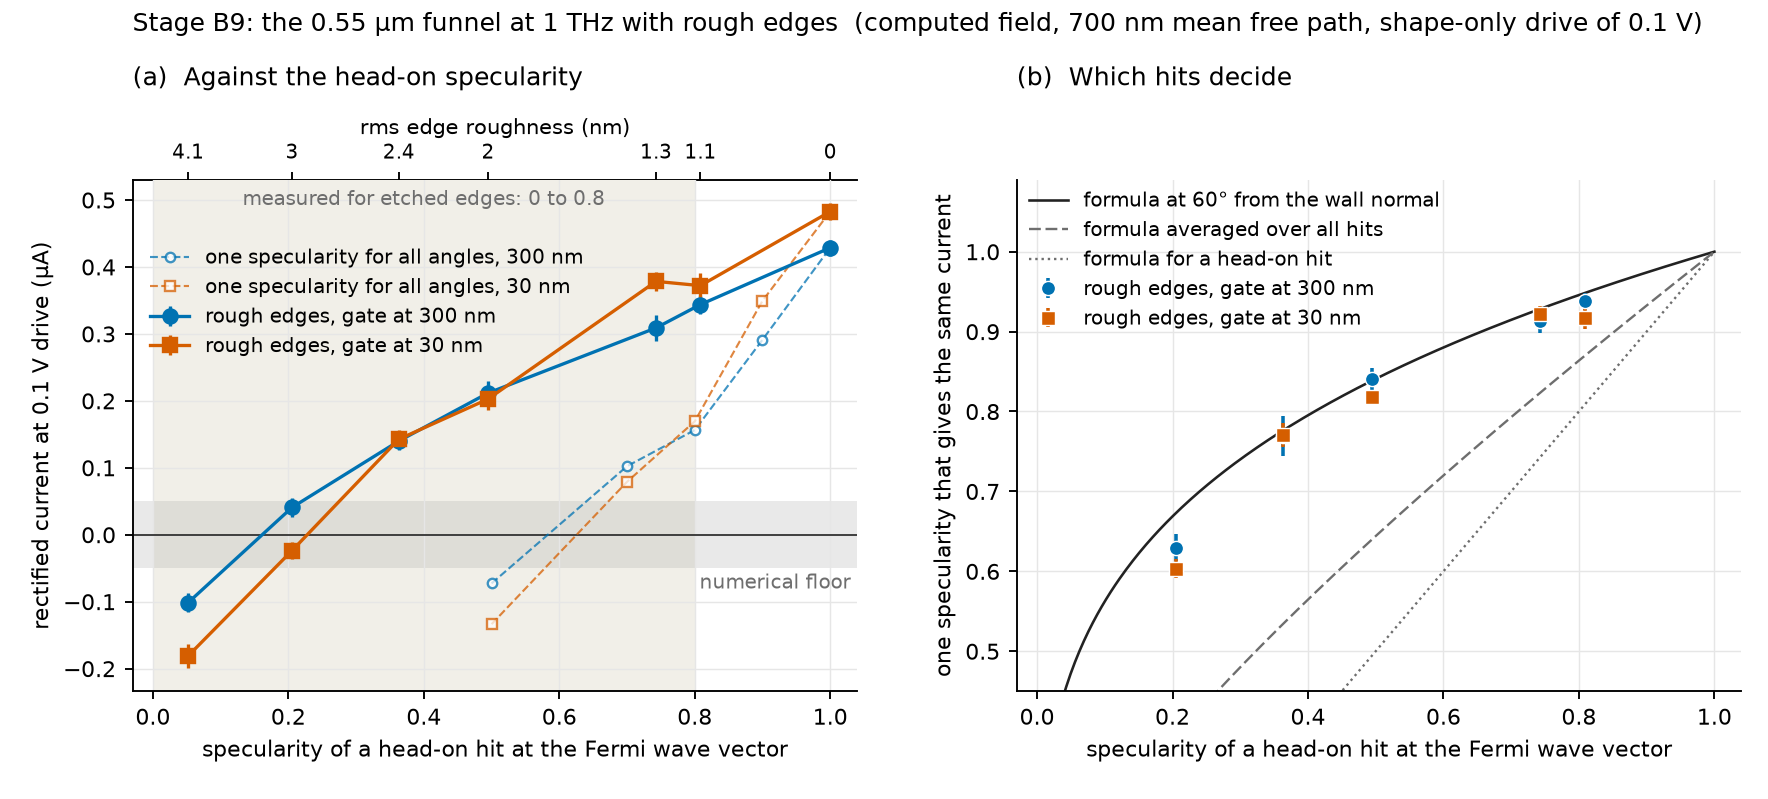 Stage B9: the 0.55 µm funnel at 1 THz with rough edges  (computed field, 700 nm mean free path, shape-only drive of 0.1 V)
(a)  Against the head-on specularity
rms edge roughness (nm)
4.1 3 2.4 2 1.3 1.1 0
measured for etched edges: 0 to 0.8
one specularity for all angles, 300 nm
one specularity for all angles, 30 nm
rough edges, gate at 300 nm
rough edges, gate at 30 nm
numerical floor
rectified current at 0.1 V drive (µA)
0.5
0.4
0.3
0.2
0.1
0.0
−0.1
−0.2
0.0 0.2 0.4 0.6 0.8 1.0
specularity of a head-on hit at the Fermi wave vector
(b)  Which hits decide
formula at 60° from the wall normal
formula averaged over all hits
formula for a head-on hit
rough edges, gate at 300 nm
rough edges, gate at 30 nm
one specularity that gives the same current
1.0
0.9
0.8
0.7
0.6
0.5
0.0 0.2 0.4 0.6 0.8 1.0
specularity of a head-on hit at the Fermi wave vector